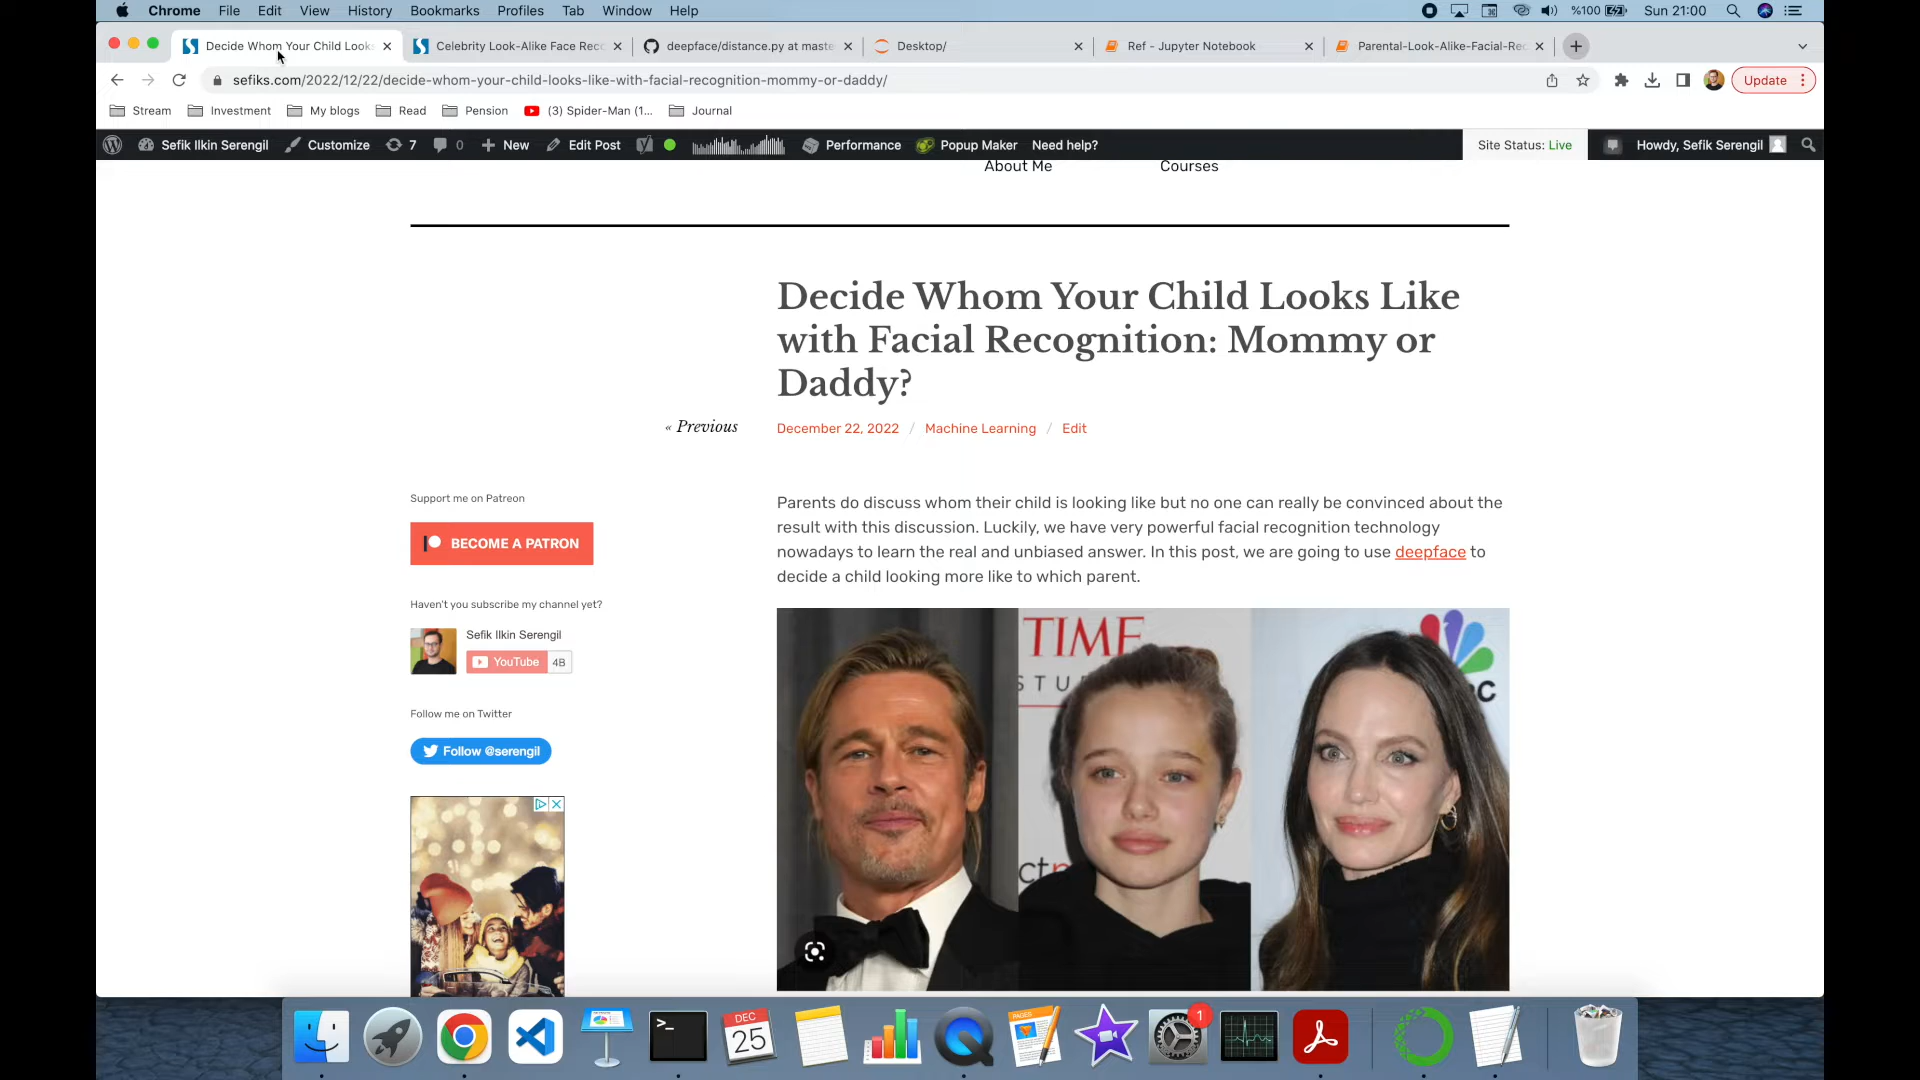 Chrome File Edit View History Bookmarks Profiles Tab Window Help %100 Sun 21:00
Decide Whom Your Child Looks Celebrity Look-Alike Face Rec deepface/distance.py at maste Desktop/ Ref - Jupyter Notebook Parental-Look-Alike-Facial-Re
sefiks.com/2022/12/22/decide-whom-your-child-looks-like-with-facial-recognition-mommy-or-daddy/ Update
Stream Investment My blogs Read Pension (3) Spider-Man (1... Journal
Sefik Ilkin Serengil Customize 7 0 New Edit Post Performance Popup Maker Need help? Site Status: Live Howdy, Sefik Serengil
About Me Courses
Decide Whom Your Child Looks Like
with Facial Recognition: Mommy or
Daddy?
« Previous
December 22, 2022 / Machine Learning / Edit
Support me on Patreon
BECOME A PATRON
Haven't you subscribe my channel yet?
Sefik Ilkin Serengil
YouTube 4B
Follow me on Twitter
Follow @serengil
Parents do discuss whom their child is looking like but no one can really be convinced about the
result with this discussion. Luckily, we have very powerful facial recognition technology
nowadays to learn the real and unbiased answer. In this post, we are going to use deepface to
decide a child looking more like to which parent.
TIME
STU
ct
C
DEC
25
PAGES
1